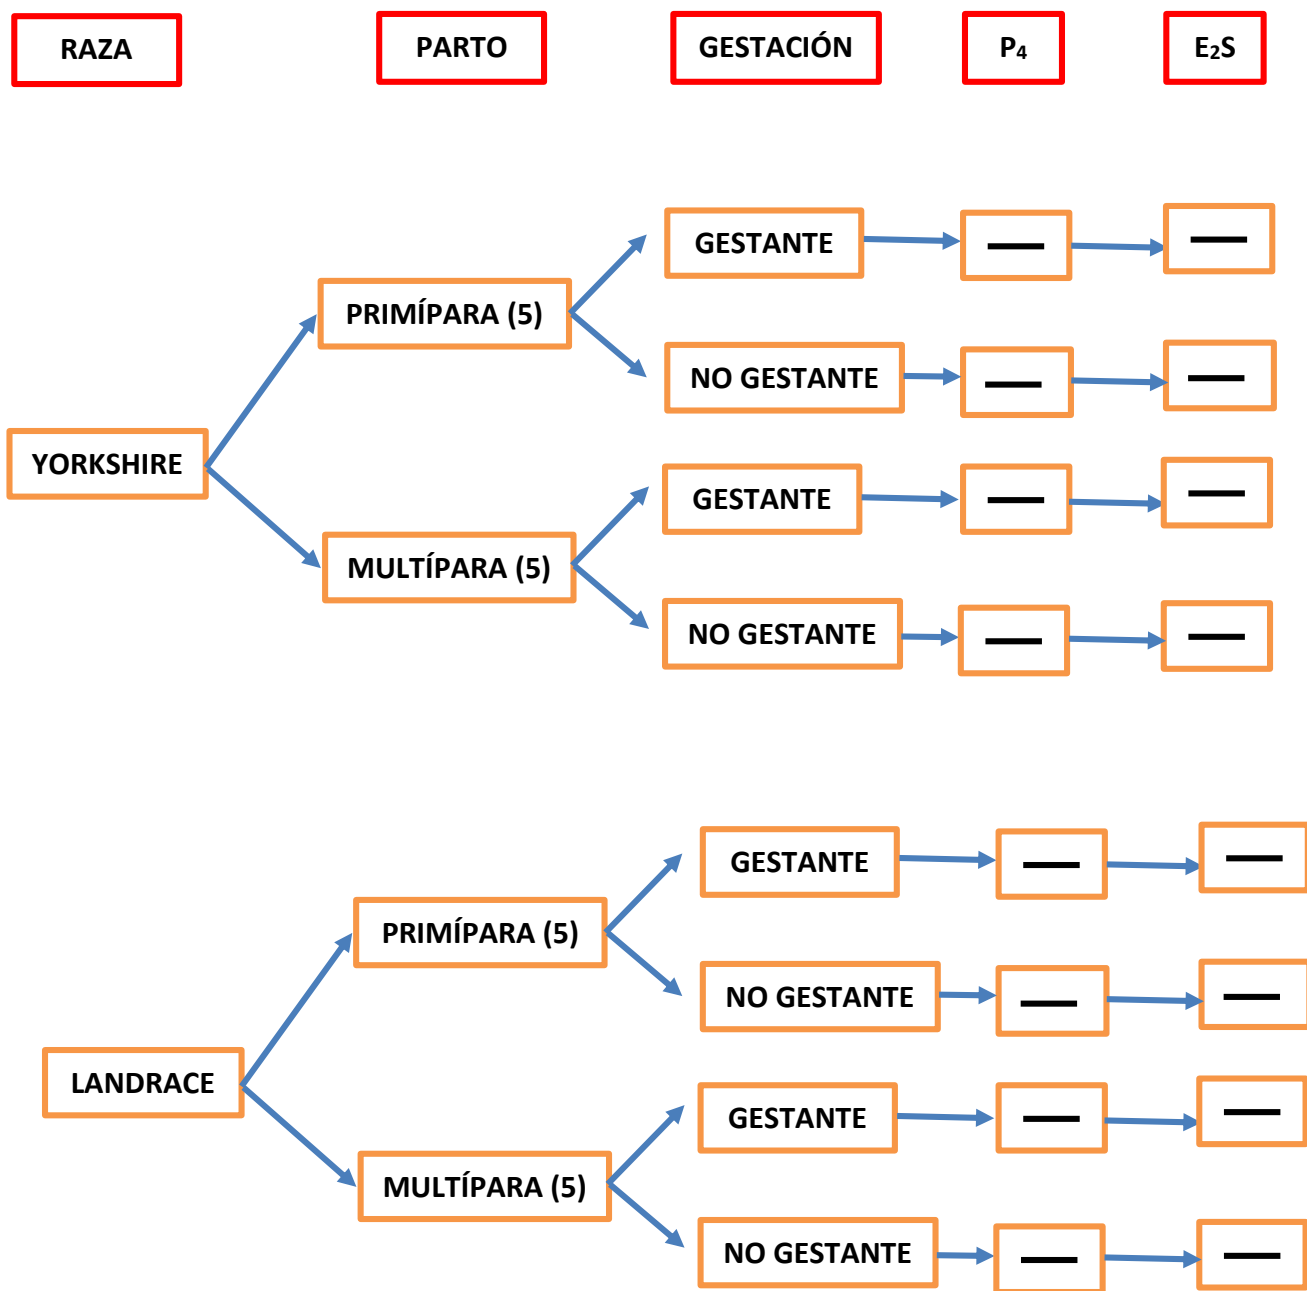 RAZA
PARTO
GESTACIÓN
P₄
E₂S
GESTANTE
PRIMÍPARA (5)
NO GESTANTE
YORKSHIRE
GESTANTE
MULTÍPARA (5)
NO GESTANTE
GESTANTE
PRIMÍPARA (5)
NO GESTANTE
LANDRACE
GESTANTE
MULTÍPARA (5)
NO GESTANTE